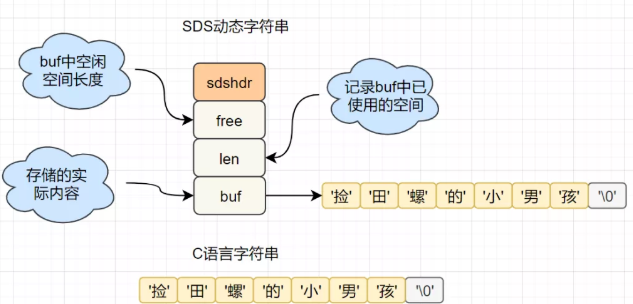 SDS动态字符串
buf中空闲
空间长度
sdshdr
记录buf中已
使用的空间
free
len
存储的实
际内容
buf
'捡' '田' '螺' '的' '小' '男' '孩' '\0'
C语言字符串
'捡' '田' '螺' '的' '小' '男' '孩' '\0'